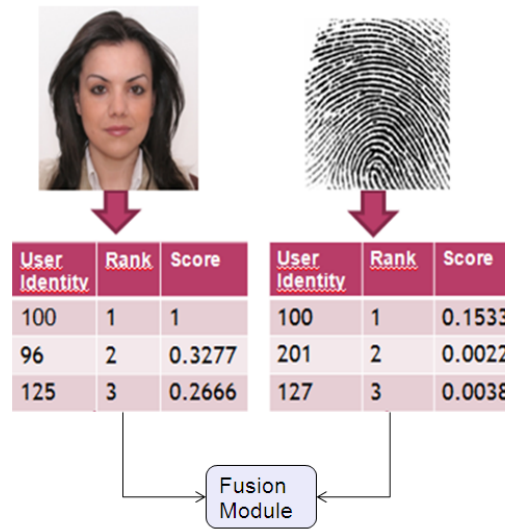 User Identity Rank Score
100 1 1
96 2 0.3277
125 3 0.2666
User Identity Rank Score
100 1 0.1533
201 2 0.0022
127 3 0.0038
Fusion
Module